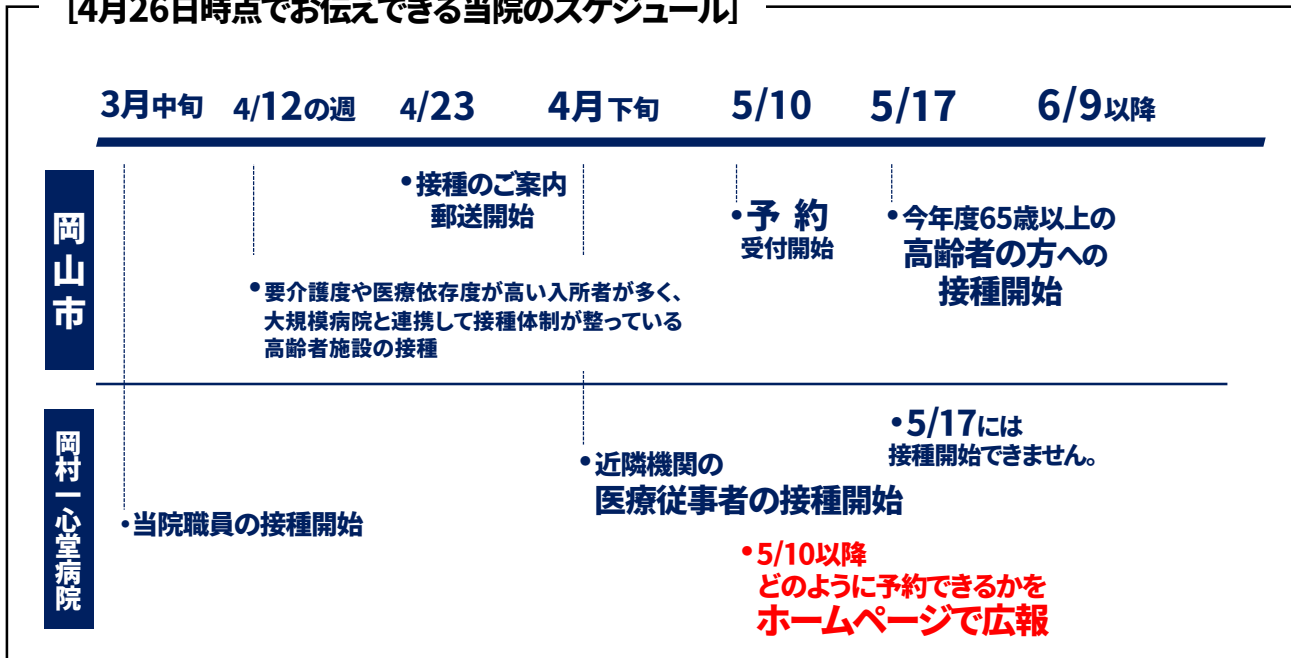 [4月26日時点でお伝えできる当院のスケジュール]
3月中旬 4/12の週 4/23 4月下旬 5/10 5/17 6/9以降
岡山市
•接種のご案内
郵送開始
•要介護度や医療依存度が高い入所者が多く、
大規模病院と連携して接種体制が整っている
高齢者施設の接種
•予 約
受付開始
•今年度65歳以上の
高齢者の方への
接種開始
岡村一心堂病院
•当院職員の接種開始
•近隣機関の
医療従事者の接種開始
•5/17には
接種開始できません。
•5/10以降
どのように予約できるかを
ホームページで広報